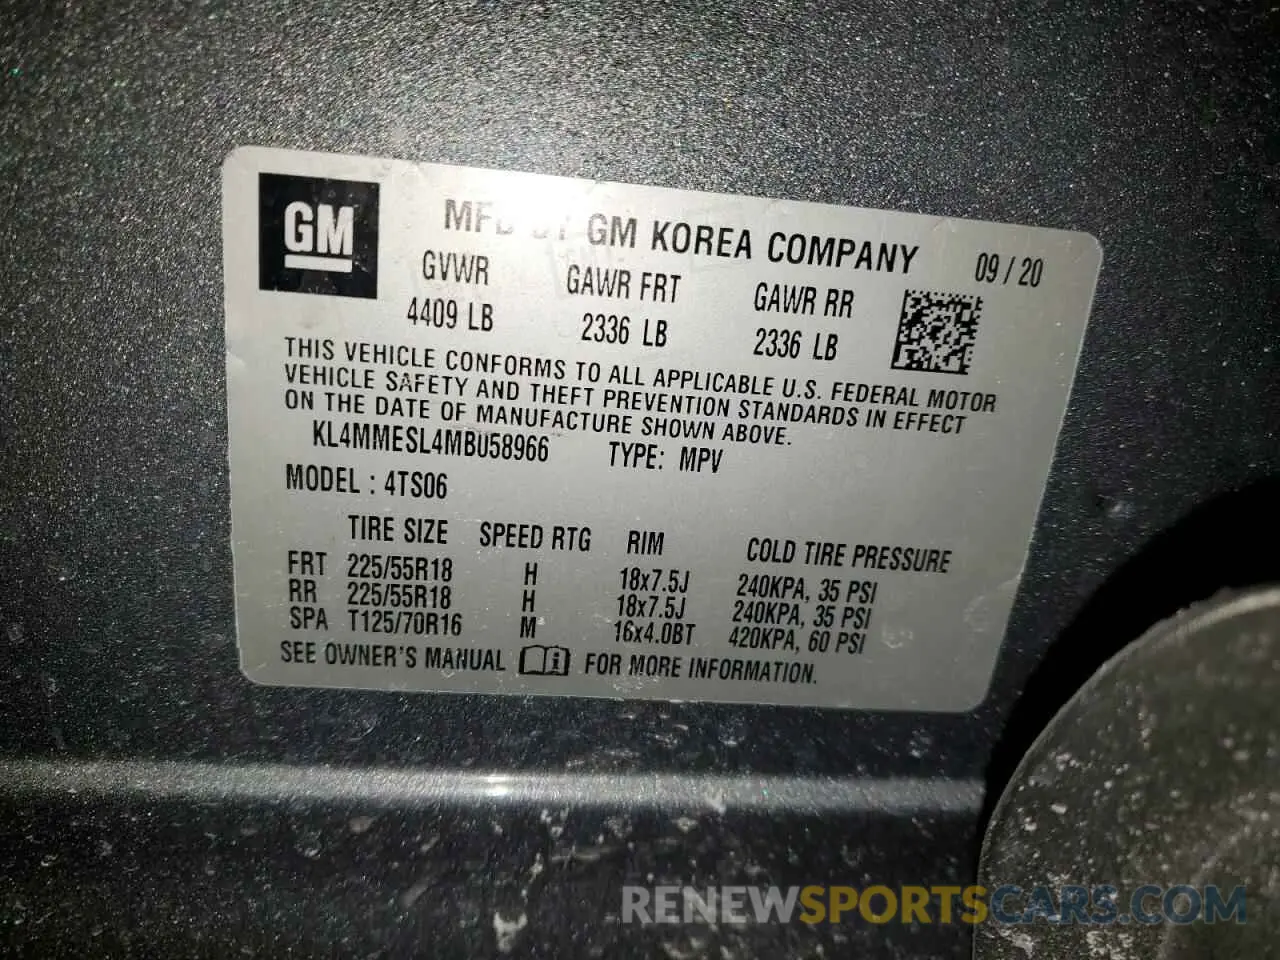 GM
MFD BY GM KOREA COMPANY 09 / 20
GVWR GAWR FRT GAWR RR
4409 LB 2336 LB 2336 LB
THIS VEHICLE CONFORMS TO ALL APPLICABLE U.S. FEDERAL MOTOR
VEHICLE SAFETY AND THEFT PREVENTION STANDARDS IN EFFECT
ON THE DATE OF MANUFACTURE SHOWN ABOVE.
KL4MMESL4MB058966 TYPE: MPV
MODEL : 4TS06
TIRE SIZE SPEED RTG RIM COLD TIRE PRESSURE
FRT 225/55R18 H 18x7.5J 240KPA, 35 PSI
RR 225/55R18 H 18x7.5J 240KPA, 35 PSI
SPA T125/70R16 M 16x4.0BT 420KPA, 60 PSI
SEE OWNER'S MANUAL i FOR MORE INFORMATION.
RENEWSPORTSCARS.COM